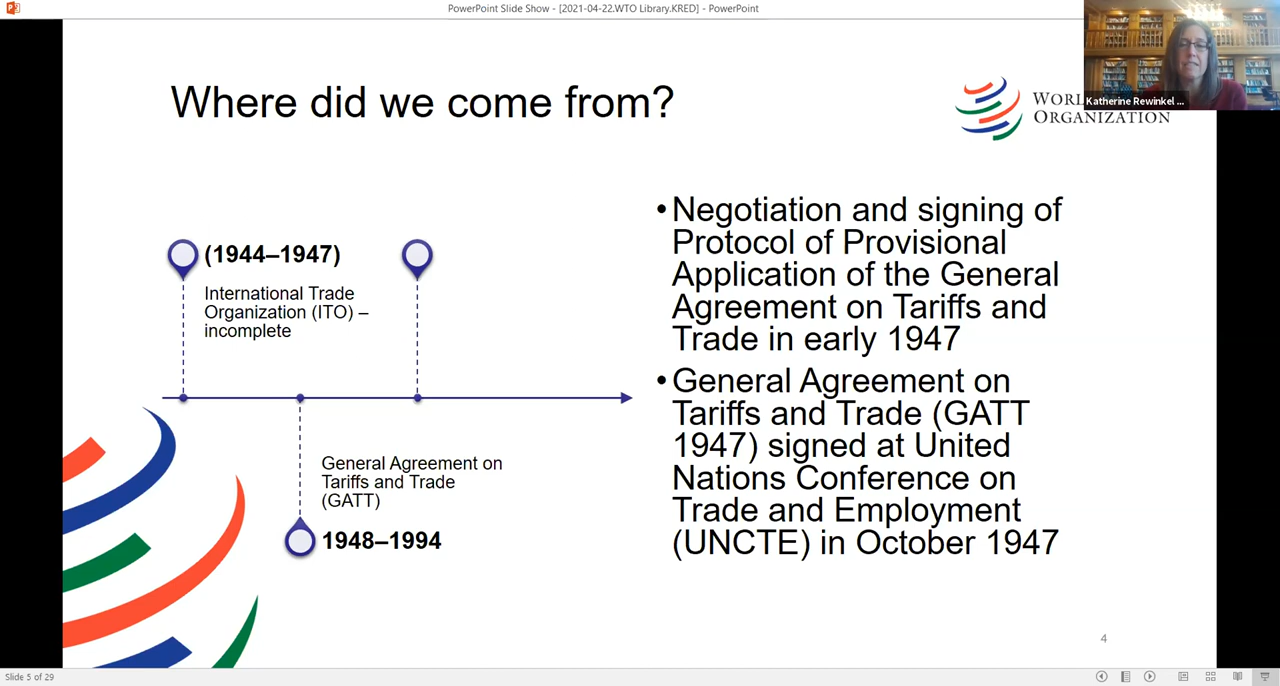 PowerPoint Slide Show - [2021-04-22.WTO Library.KRED] - PowerPoint
Katherine Rewinkel ...
Where did we come from?
ORGANIZATION
(1944–1947)
International Trade
Organization (ITO) –
incomplete
General Agreement on
Tariffs and Trade
(GATT)
1948–1994
•Negotiation and signing of
Protocol of Provisional
Application of the General
Agreement on Tariffs and
Trade in early 1947
•General Agreement on
Tariffs and Trade (GATT
1947) signed at United
Nations Conference on
Trade and Employment
(UNCTE) in October 1947
4
Slide 5 of 29